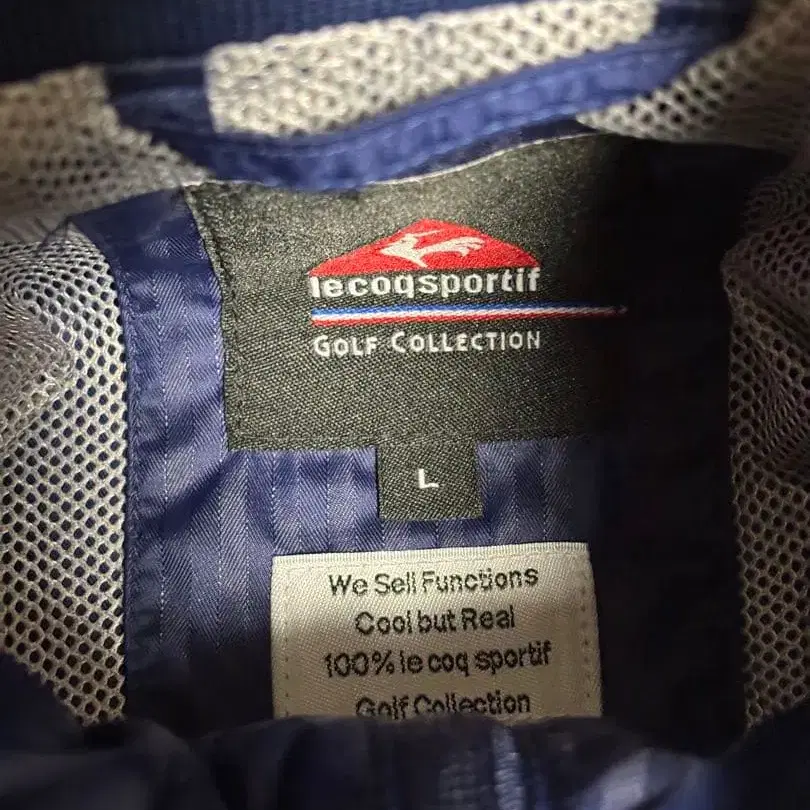 lecoqsportif
GOLF COLLECTION
L
We Sell Functions
Cool but Real
100% le coq sportif
Golf Collection